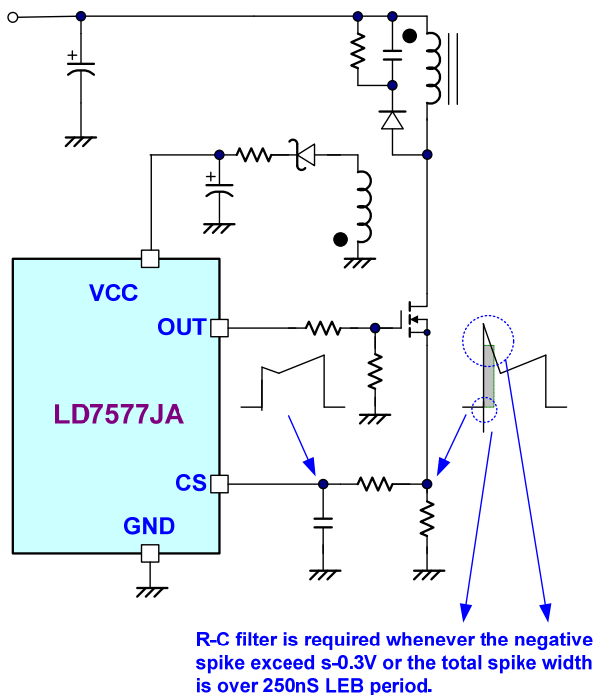 VCC
OUT
LD7577JA
CS
GND
R-C filter is required whenever the negative
spike exceed s-0.3V or the total spike width
is over 250nS LEB period.